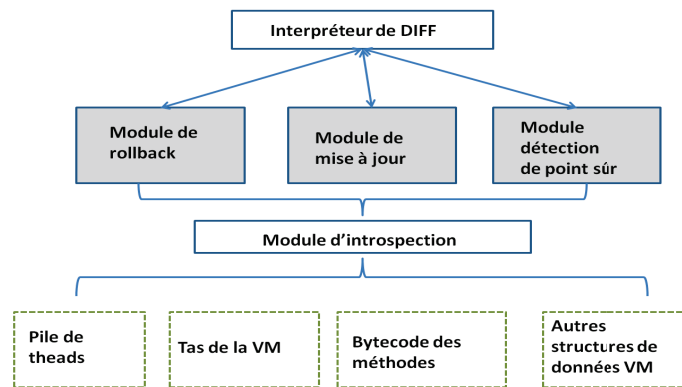 Interpréteur de DIFF
Module de
rollback
Module de
mise à jour
Module
détection
de point súr
Module d’introspection
Pile de
theads
Tas de la VM
Bytecode des
méthodes
Autres
structures de
données VM